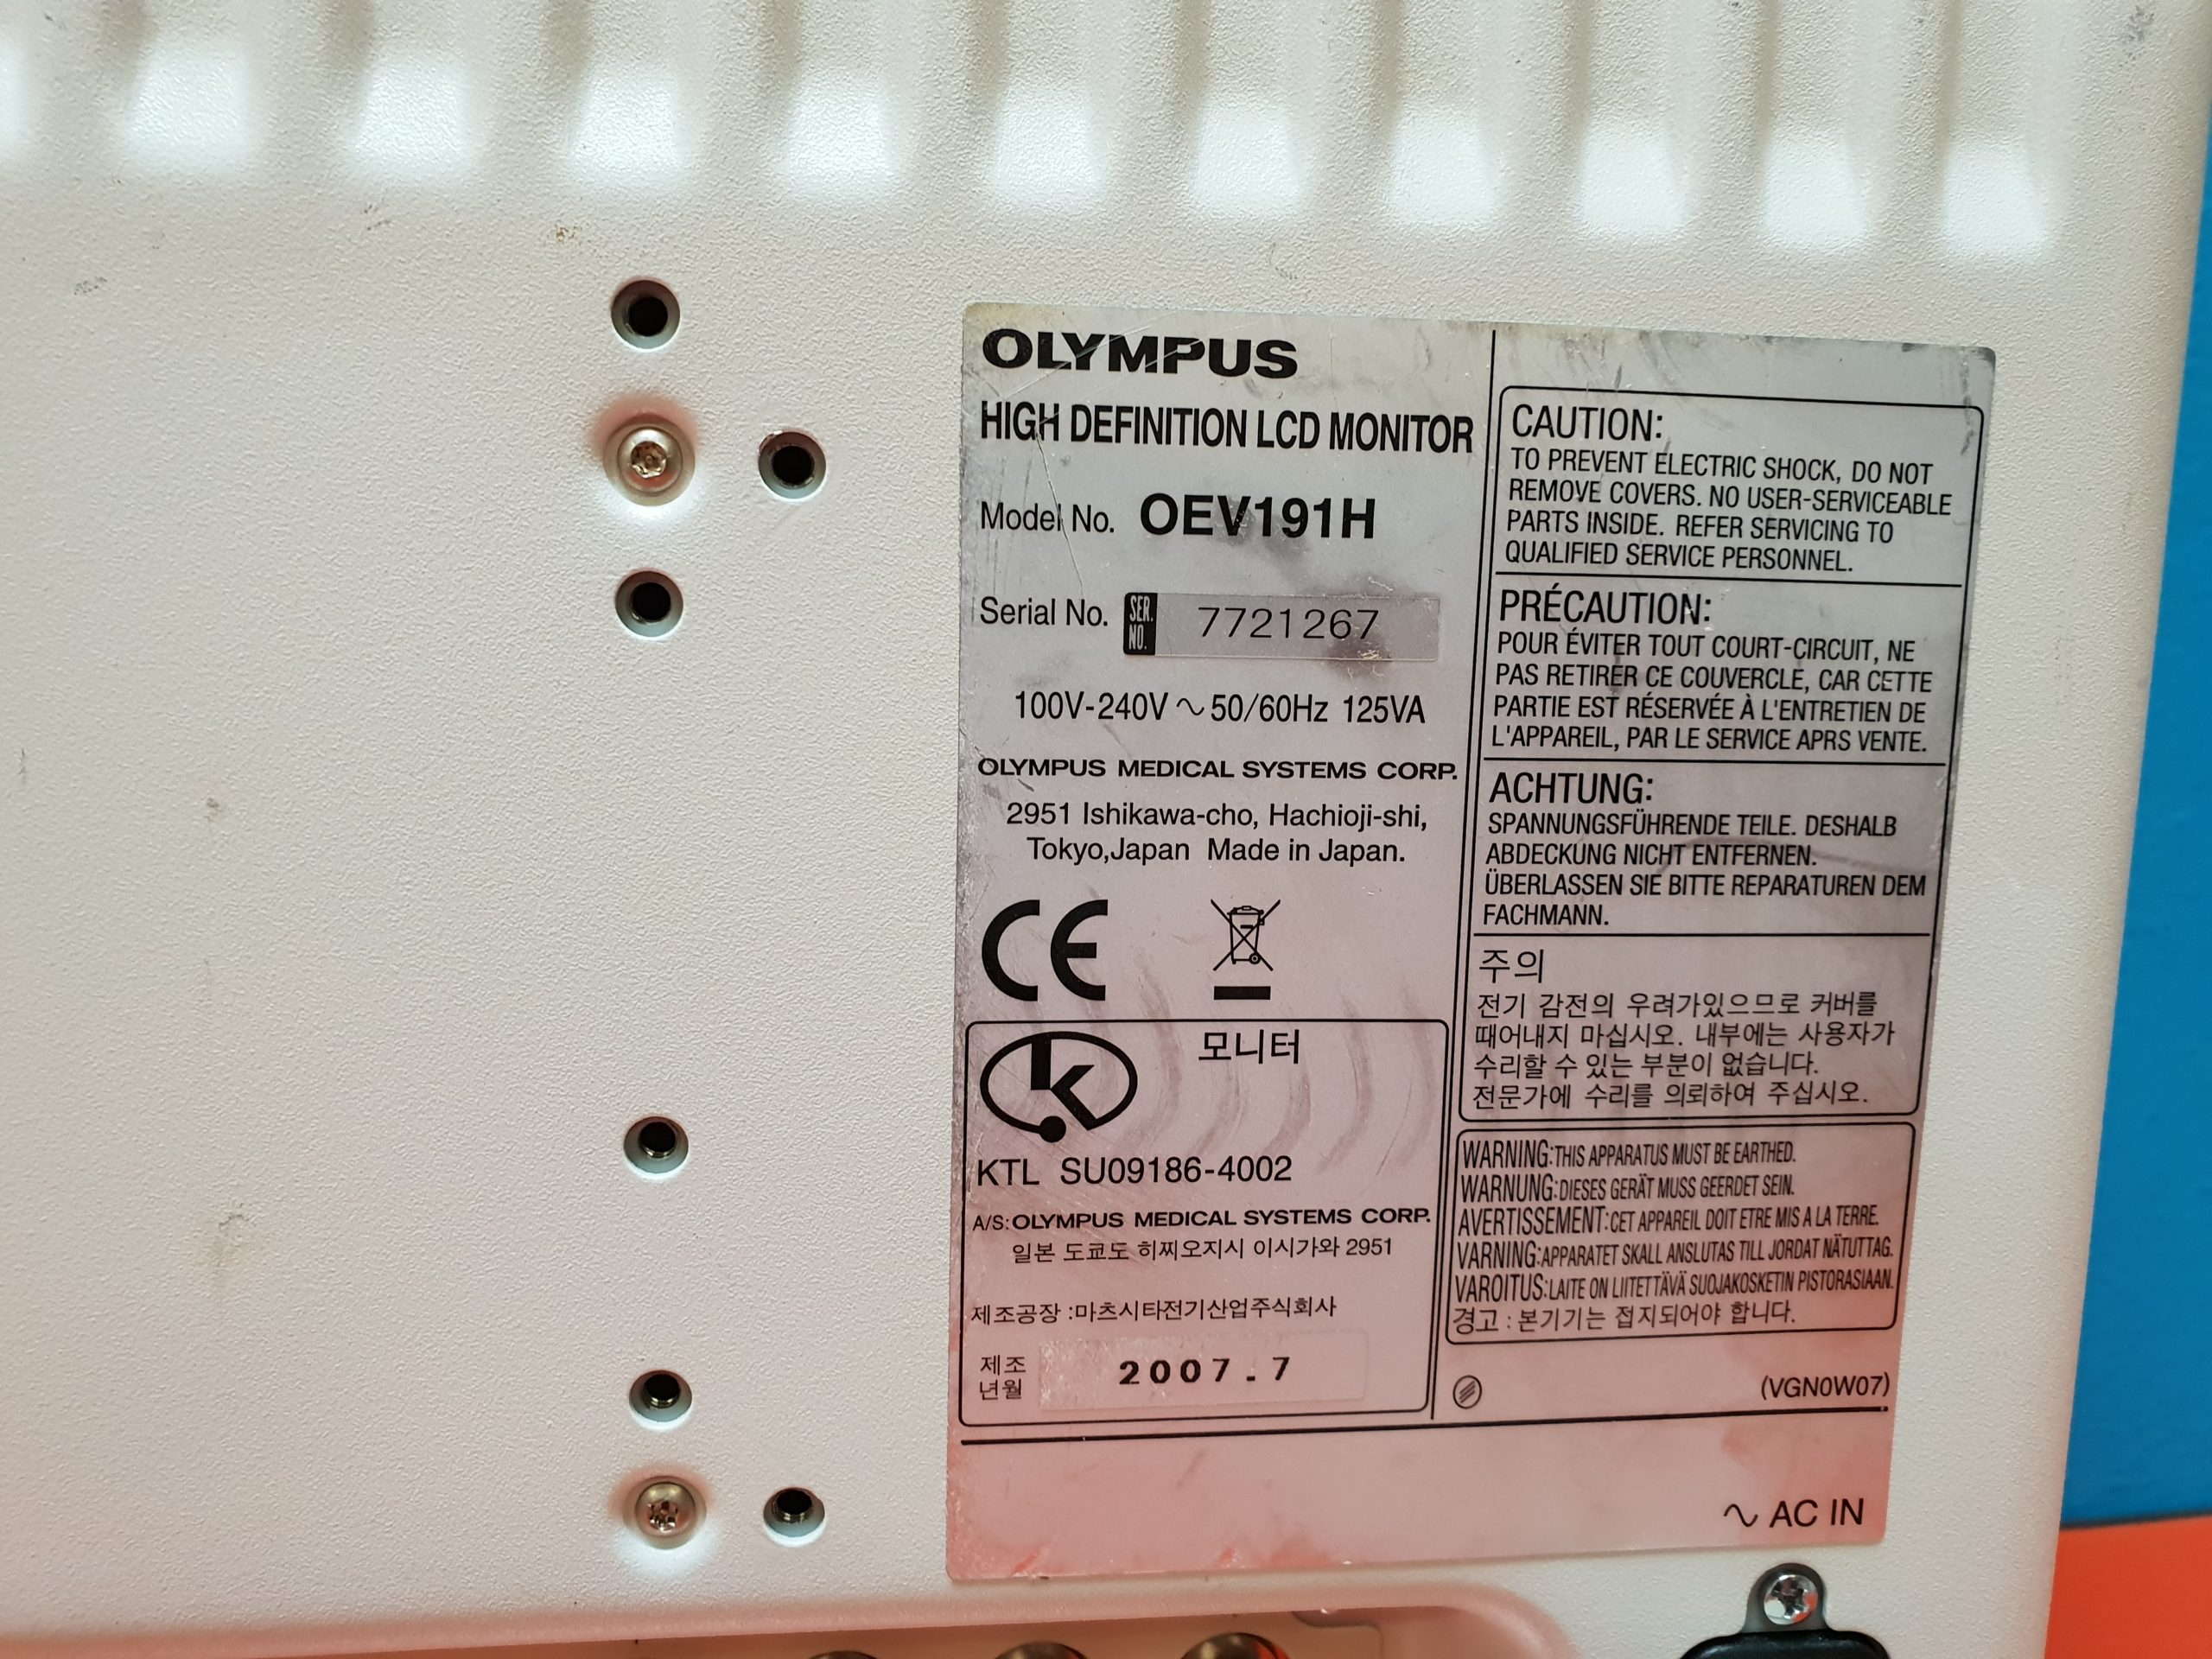 OLYMPUS
HIGH DEFINITION LCD MONITOR
Model No. OEV191H
Serial No. SER. NO. 7721267
100V-240V ∿ 50/60Hz 125VA
OLYMPUS MEDICAL SYSTEMS CORP.
2951 Ishikawa-cho, Hachioji-shi,
Tokyo,Japan Made in Japan.
CE
모니터
KTL SU09186-4002
A/S:OLYMPUS MEDICAL SYSTEMS CORP.
일본 도쿄도 히찌오지시 이시가와 2951
제조공장 :마츠시타전기산업주식회사
제조
년월 2007.7
CAUTION:
TO PREVENT ELECTRIC SHOCK, DO NOT
REMOVE COVERS. NO USER-SERVICEABLE
PARTS INSIDE. REFER SERVICING TO
QUALIFIED SERVICE PERSONNEL.
PRÉCAUTION:
POUR ÉVITER TOUT COURT-CIRCUIT, NE
PAS RETIRER CE COUVERCLE, CAR CETTE
PARTIE EST RÉSERVÉE À L'ENTRETIEN DE
L'APPAREIL, PAR LE SERVICE APRS VENTE.
ACHTUNG:
SPANNUNGSFÜHRENDE TEILE. DESHALB
ABDECKUNG NICHT ENTFERNEN.
ÜBERLASSEN SIE BITTE REPARATUREN DEM
FACHMANN.
주의
전기 감전의 우려가있으므로 커버를
때어내지 마십시오. 내부에는 사용자가
수리할 수 있는 부분이 없습니다.
전문가에 수리를 의뢰하여 주십시오.
WARNING:THIS APPARATUS MUST BE EARTHED.
WARNUNG:DIESES GERÄT MUSS GEERDET SEIN.
AVERTISSEMENT:CET APPAREIL DOIT ETRE MIS A LA TERRE.
VARNING:APPARATET SKALL ANSLUTAS TILL JORDAT NÄTUTTAG.
VAROITUS:LAITE ON LIITETTÄVÄ SUOJAKOSKETIN PISTORASIAAN.
경고 : 본기기는 접지되어야 합니다.
(VGN0W07)
∿ AC IN